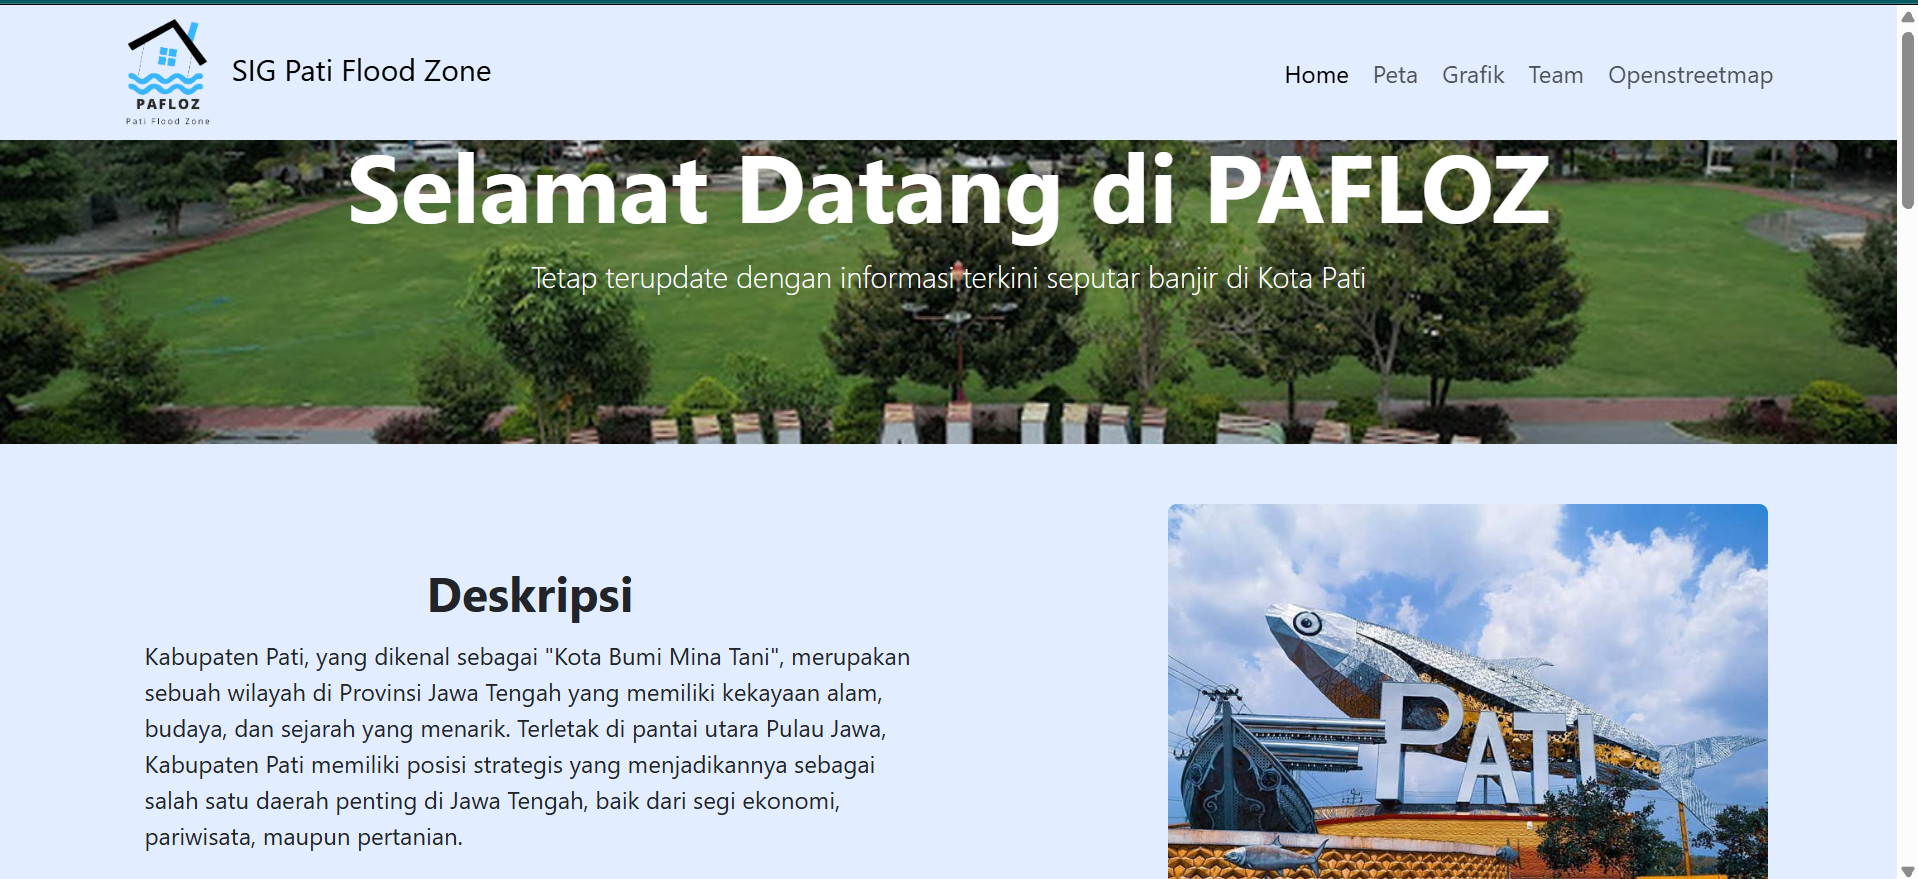 PAFLOZ
Pati Flood Zone
SIG Pati Flood Zone
Home Peta Grafik Team Openstreetmap
Selamat Datang di PAFLOZ
Tetap terupdate dengan informasi terkini seputar banjir di Kota Pati
Deskripsi
Kabupaten Pati, yang dikenal sebagai "Kota Bumi Mina Tani", merupakan
sebuah wilayah di Provinsi Jawa Tengah yang memiliki kekayaan alam,
budaya, dan sejarah yang menarik. Terletak di pantai utara Pulau Jawa,
Kabupaten Pati memiliki posisi strategis yang menjadikannya sebagai
salah satu daerah penting di Jawa Tengah, baik dari segi ekonomi,
pariwisata, maupun pertanian.
PATI